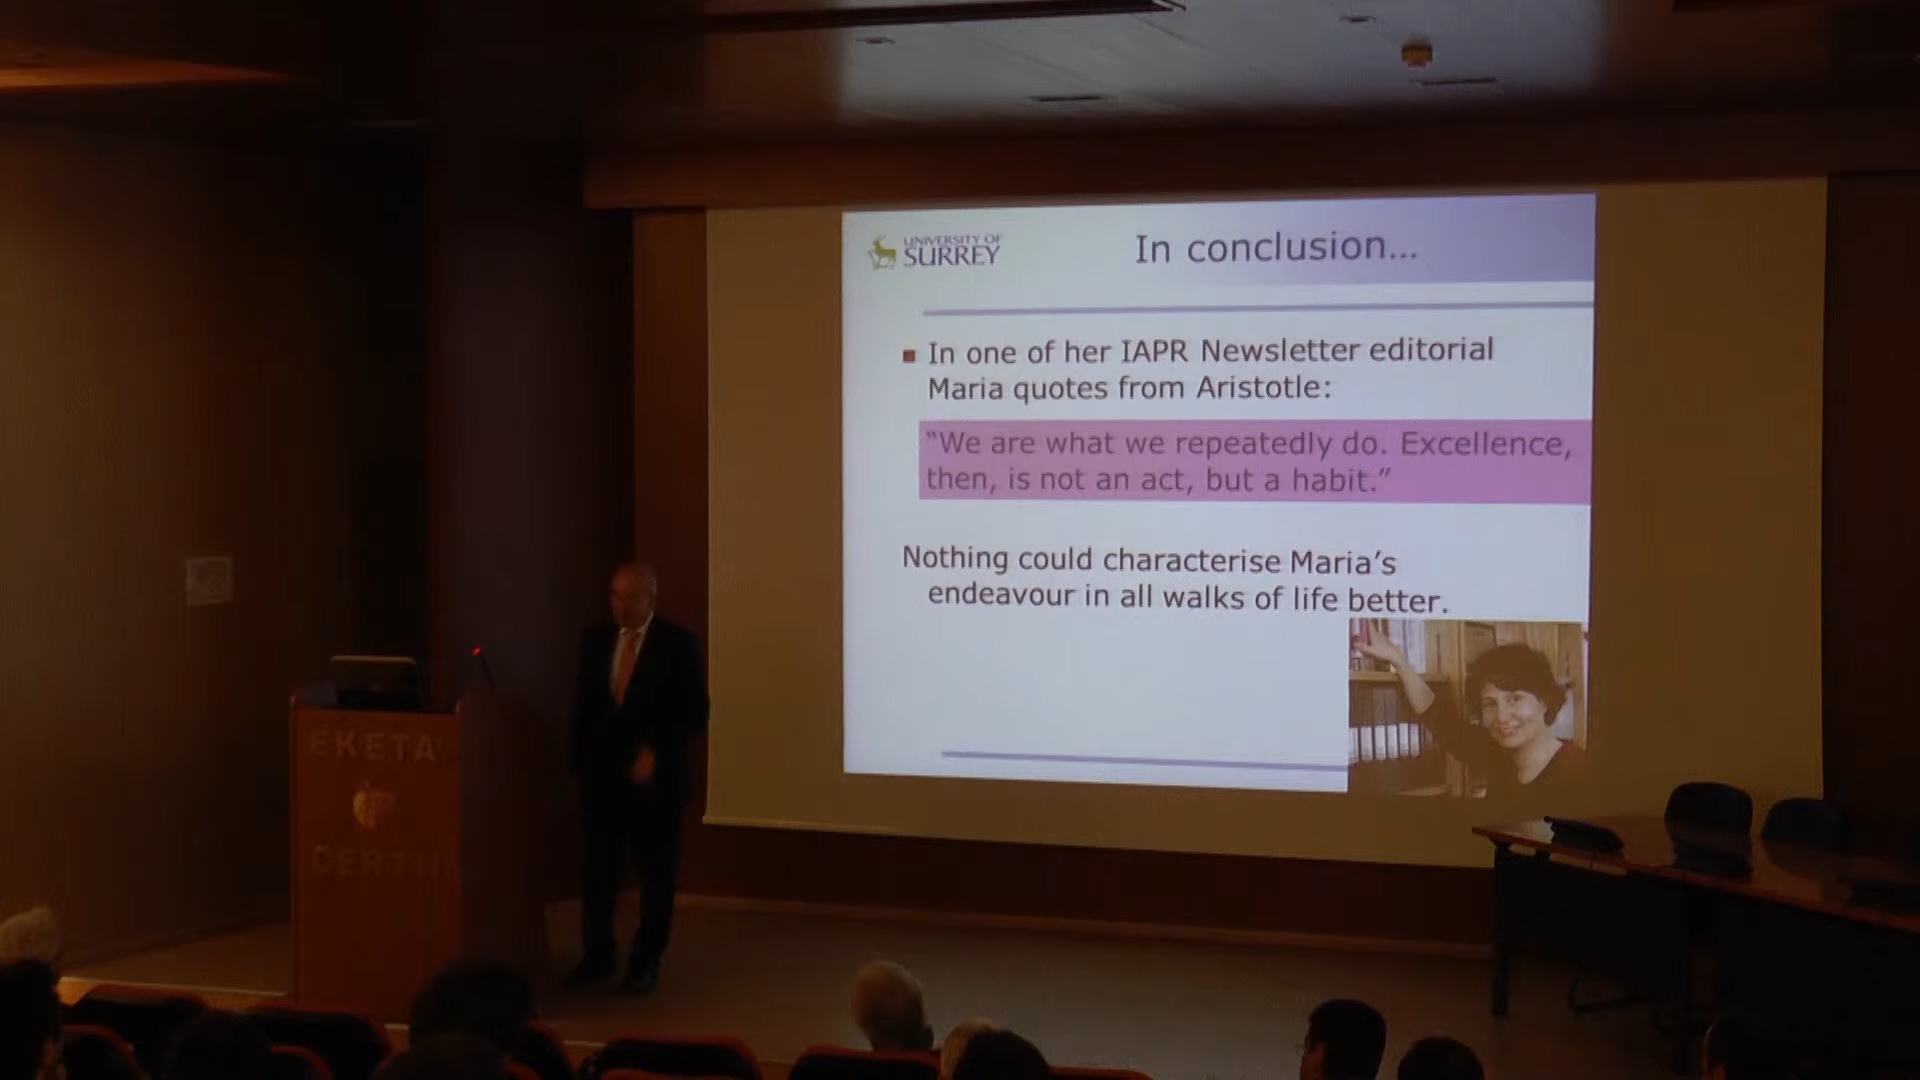 UNIVERSITY OF
SURREY
In conclusion...
In one of her IAPR Newsletter editorial
Maria quotes from Aristotle:
“We are what we repeatedly do. Excellence,
then, is not an act, but a habit.”
Nothing could characterise Maria’s
endeavour in all walks of life better.
EKETA
CERTH